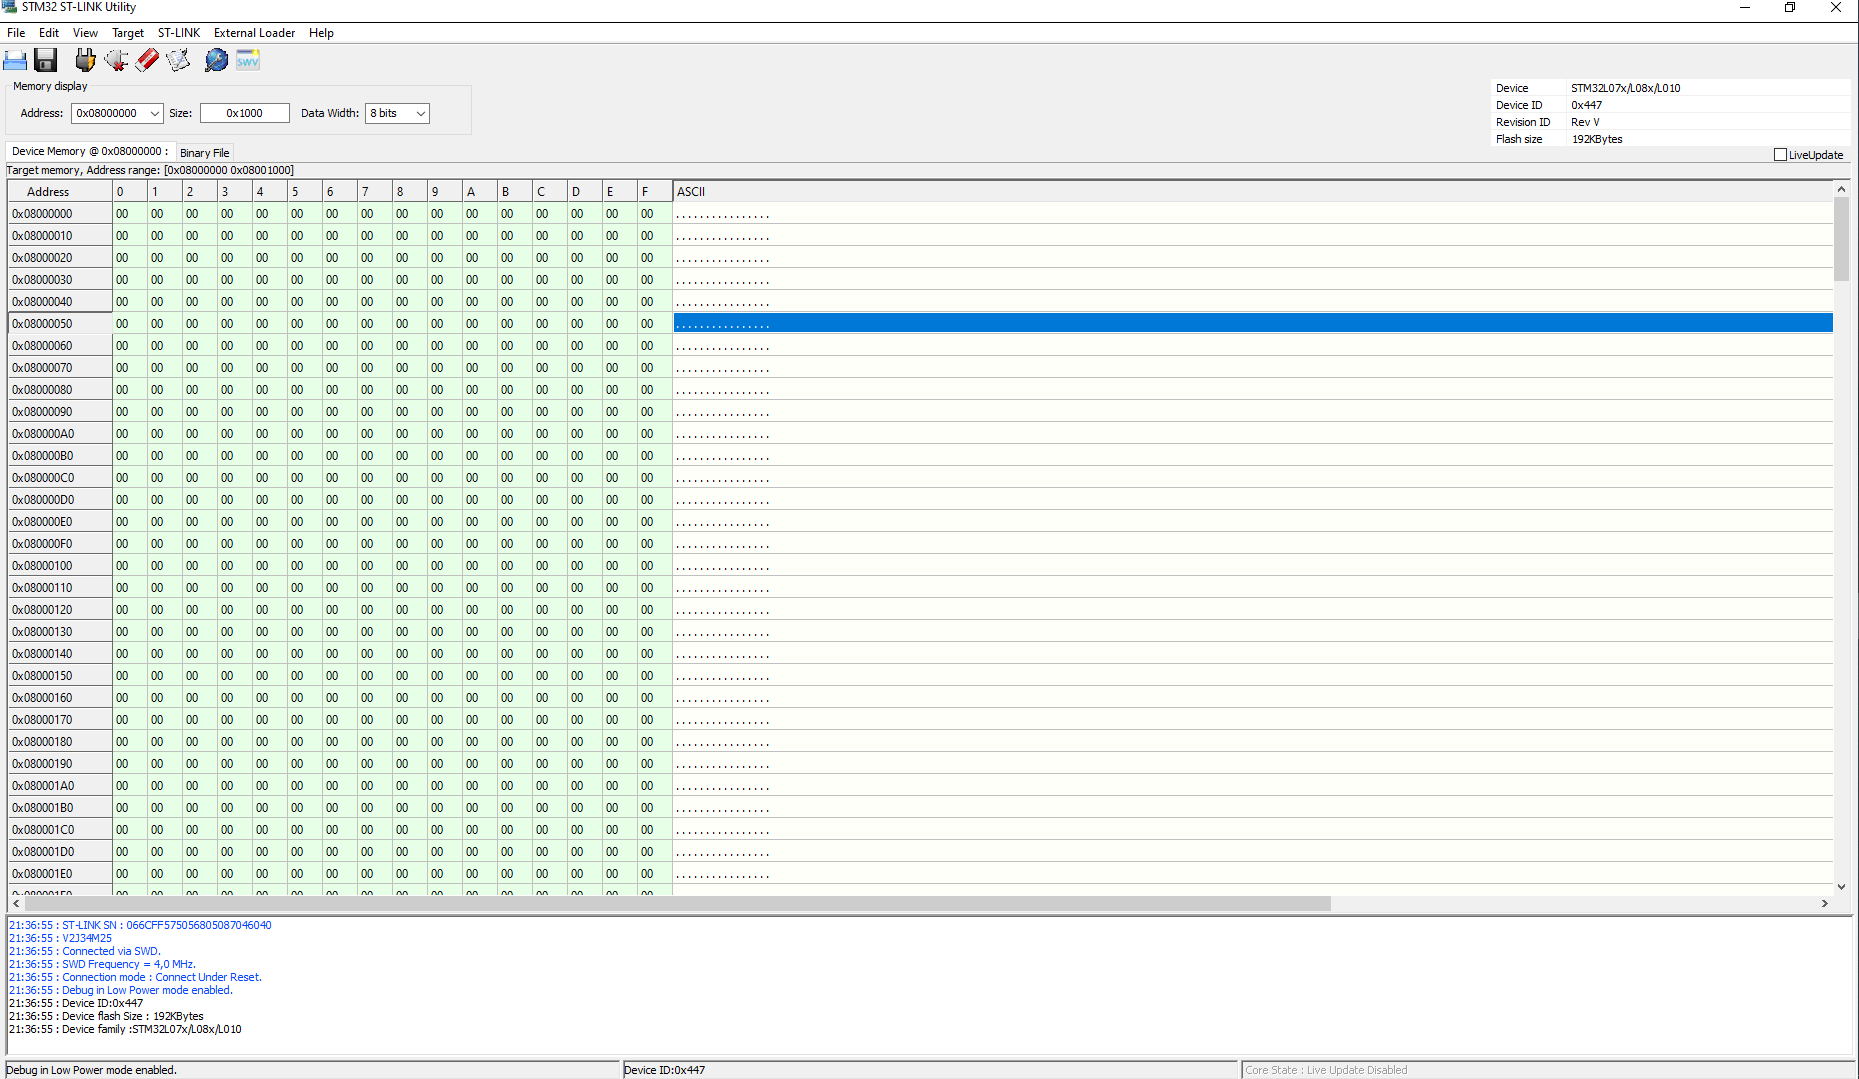 STM32 ST-LINK Utility
File Edit View Target ST-LINK External Loader Help
SWV
Memory display
Address: 0x08000000 Size: 0x1000 Data Width: 8 bits
Device STM32L07x/L08x/L010
Device ID 0x447
Revision ID Rev V
Flash size 192KBytes
Device Memory @ 0x08000000 : Binary File
LiveUpdate
Target memory, Address range: [0x08000000 0x08001000]
Address 0 1 2 3 4 5 6 7 8 9 A B C D E F ASCII
0x08000000 00 00 00 00 00 00 00 00 00 00 00 00 00 00 00 00 ................
0x08000010 00 00 00 00 00 00 00 00 00 00 00 00 00 00 00 00 ................
0x08000020 00 00 00 00 00 00 00 00 00 00 00 00 00 00 00 00 ................
0x08000030 00 00 00 00 00 00 00 00 00 00 00 00 00 00 00 00 ................
0x08000040 00 00 00 00 00 00 00 00 00 00 00 00 00 00 00 00 ................
0x08000050 00 00 00 00 00 00 00 00 00 00 00 00 00 00 00 00 ................
0x08000060 00 00 00 00 00 00 00 00 00 00 00 00 00 00 00 00 ................
0x08000070 00 00 00 00 00 00 00 00 00 00 00 00 00 00 00 00 ................
0x08000080 00 00 00 00 00 00 00 00 00 00 00 00 00 00 00 00 ................
0x08000090 00 00 00 00 00 00 00 00 00 00 00 00 00 00 00 00 ................
0x080000A0 00 00 00 00 00 00 00 00 00 00 00 00 00 00 00 00 ................
0x080000B0 00 00 00 00 00 00 00 00 00 00 00 00 00 00 00 00 ................
0x080000C0 00 00 00 00 00 00 00 00 00 00 00 00 00 00 00 00 ................
0x080000D0 00 00 00 00 00 00 00 00 00 00 00 00 00 00 00 00 ................
0x080000E0 00 00 00 00 00 00 00 00 00 00 00 00 00 00 00 00 ................
0x080000F0 00 00 00 00 00 00 00 00 00 00 00 00 00 00 00 00 ................
0x08000100 00 00 00 00 00 00 00 00 00 00 00 00 00 00 00 00 ................
0x08000110 00 00 00 00 00 00 00 00 00 00 00 00 00 00 00 00 ................
0x08000120 00 00 00 00 00 00 00 00 00 00 00 00 00 00 00 00 ................
0x08000130 00 00 00 00 00 00 00 00 00 00 00 00 00 00 00 00 ................
0x08000140 00 00 00 00 00 00 00 00 00 00 00 00 00 00 00 00 ................
0x08000150 00 00 00 00 00 00 00 00 00 00 00 00 00 00 00 00 ................
0x08000160 00 00 00 00 00 00 00 00 00 00 00 00 00 00 00 00 ................
0x08000170 00 00 00 00 00 00 00 00 00 00 00 00 00 00 00 00 ................
0x08000180 00 00 00 00 00 00 00 00 00 00 00 00 00 00 00 00 ................
0x08000190 00 00 00 00 00 00 00 00 00 00 00 00 00 00 00 00 ................
0x080001A0 00 00 00 00 00 00 00 00 00 00 00 00 00 00 00 00 ................
0x080001B0 00 00 00 00 00 00 00 00 00 00 00 00 00 00 00 00 ................
0x080001C0 00 00 00 00 00 00 00 00 00 00 00 00 00 00 00 00 ................
0x080001D0 00 00 00 00 00 00 00 00 00 00 00 00 00 00 00 00 ................
0x080001E0 00 00 00 00 00 00 00 00 00 00 00 00 00 00 00 00 ................
21:36:55 : ST-LINK SN : 066CFF575056805087046040
21:36:55 : V2J34M25
21:36:55 : Connected via SWD.
21:36:55 : SWD Frequency = 4,0 MHz.
21:36:55 : Connection mode : Connect Under Reset.
21:36:55 : Debug in Low Power mode enabled.
21:36:55 : Device ID:0x447
21:36:55 : Device flash Size : 192KBytes
21:36:55 : Device family :STM32L07x/L08x/L010
Debug in Low Power mode enabled. Device ID:0x447 Core State : Live Update Disabled